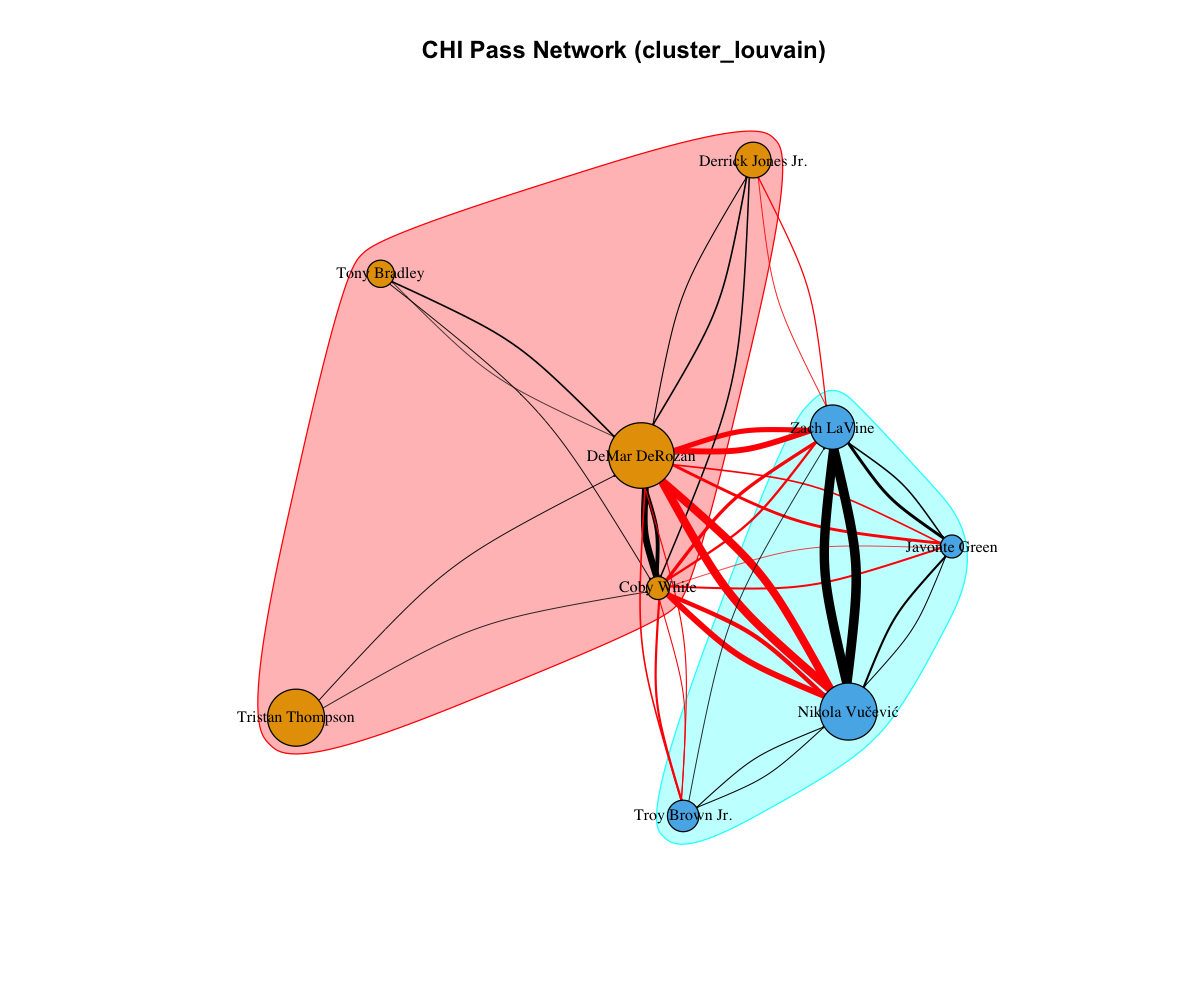 CHI Pass Network (cluster_louvain)
Derrick Jones Jr.
Tony Bradley
Zach LaVine
DeMar DeRozan
Javonte Green
Coby White
Nikola Vučević
Tristan Thompson
Troy Brown Jr.